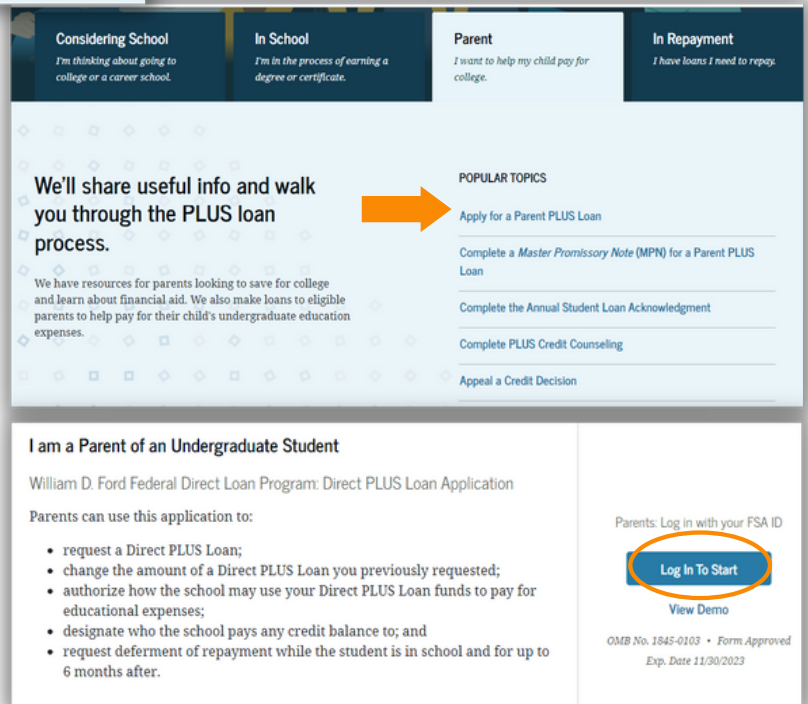 Considering School
I'm thinking about going to
college or a career school.
In School
I'm in the process of earning a
degree or certificate.
Parent
I want to help my child pay for
college.
In Repayment
I have loans I need to repay.
We'll share useful info and walk
you through the PLUS loan
process.
We have resources for parents looking to save for college
and learn about financial aid. We also make loans to eligible
parents to help pay for their child's undergraduate education
expenses.
POPULAR TOPICS
Apply for a Parent PLUS Loan
Complete a Master Promissory Note (MPN) for a Parent PLUS
Loan
Complete the Annual Student Loan Acknowledgment
Complete PLUS Credit Counseling
Appeal a Credit Decision
I am a Parent of an Undergraduate Student
William D. Ford Federal Direct Loan Program: Direct PLUS Loan Application
Parents can use this application to:
• request a Direct PLUS Loan;
• change the amount of a Direct PLUS Loan you previously requested;
• authorize how the school may use your Direct PLUS Loan funds to pay for
educational expenses;
• designate who the school pays any credit balance to; and
• request deferment of repayment while the student is in school and for up to
6 months after.
Parents: Log in with your FSA ID
Log In To Start
View Demo
OMB No. 1845-0103 • Form Approved
Exp. Date 11/30/2023